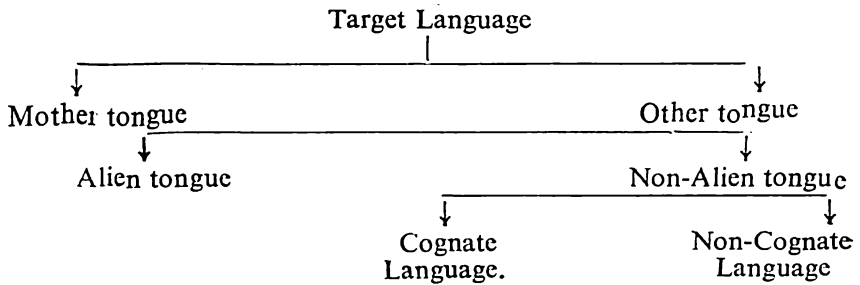 Target Language
Mother tongue Other tongue
Alien tongue Non-Alien tongue
Cognate Non-Cognate
Language. Language